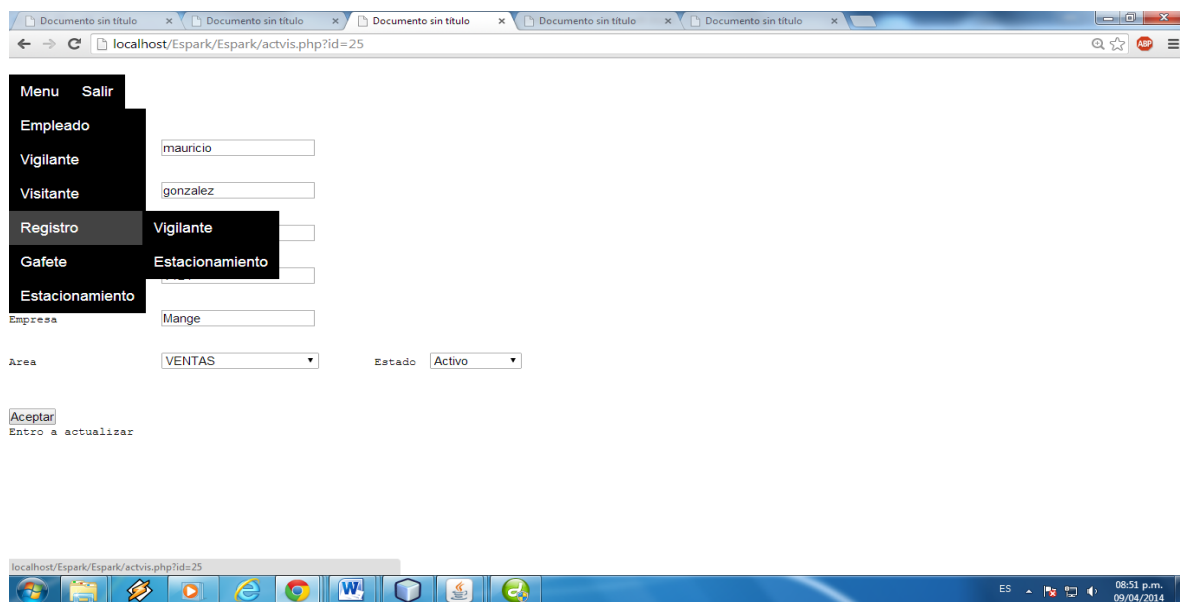 Documento sin título Documento sin título Documento sin título Documento sin título Documento sin título
localhost/Espark/Espark/actvis.php?id=25 ABP
Menu Salir
Empleado
mauricio
Vigilante
Visitante gonzalez
Registro Vigilante
Gafete Estacionamiento
Estacionamiento
Empresa Mange
Area VENTAS Estado Activo
Aceptar
Entro a actualizar
localhost/Espark/Espark/actvis.php?id=25
W ES 08:51 p.m.
09/04/2014